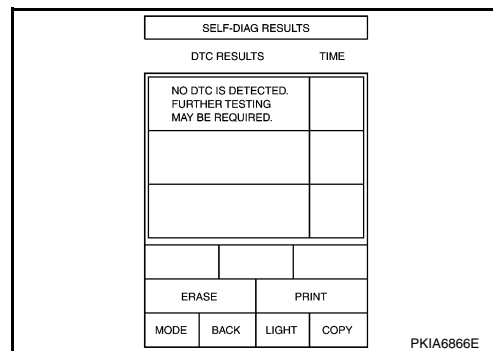 SELF-DIAG RESULTS
DTC RESULTS TIME
NO DTC IS DETECTED.
FURTHER TESTING
MAY BE REQUIRED.
ERASE PRINT
MODE BACK LIGHT COPY
PKIA6866E